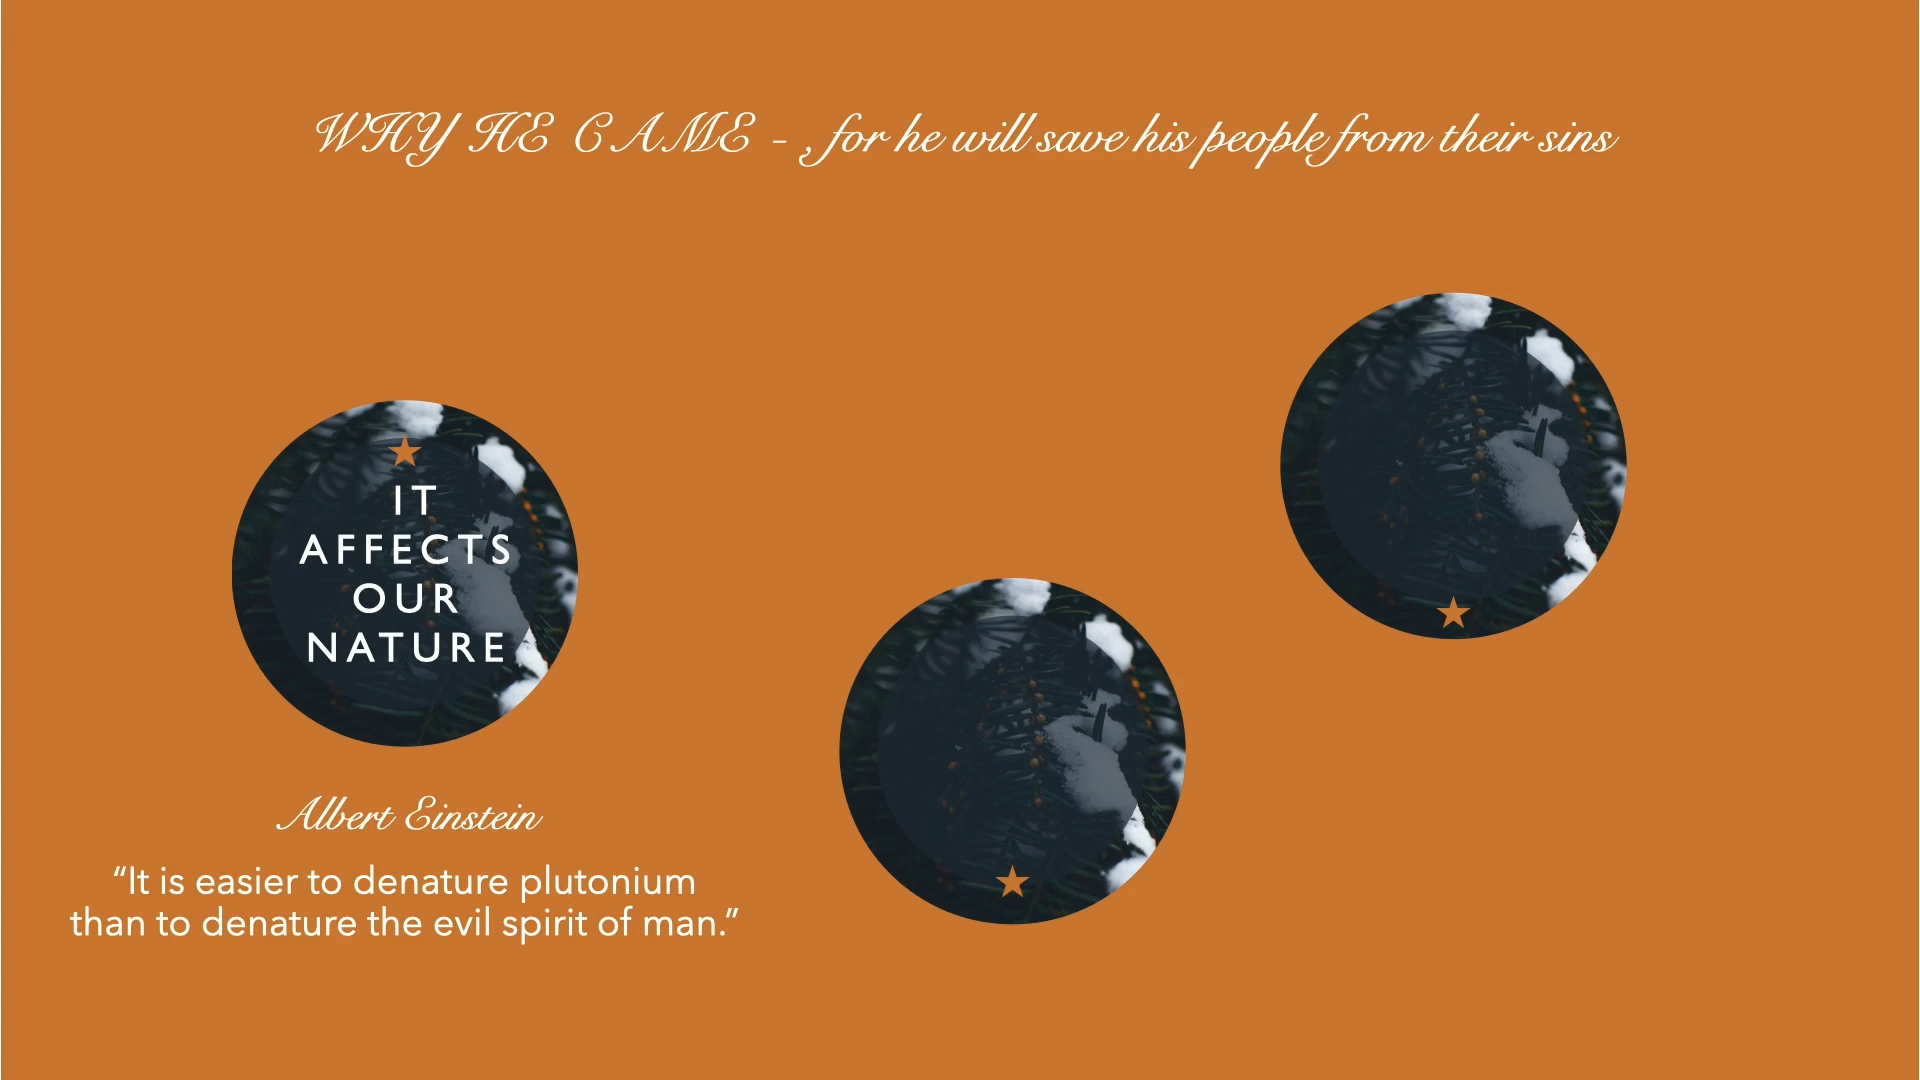 WHY HE CAME - , for he will save his people from their sins
IT
AFFECTS
OUR
NATURE
Albert Einstein
“It is easier to denature plutonium
than to denature the evil spirit of man.”